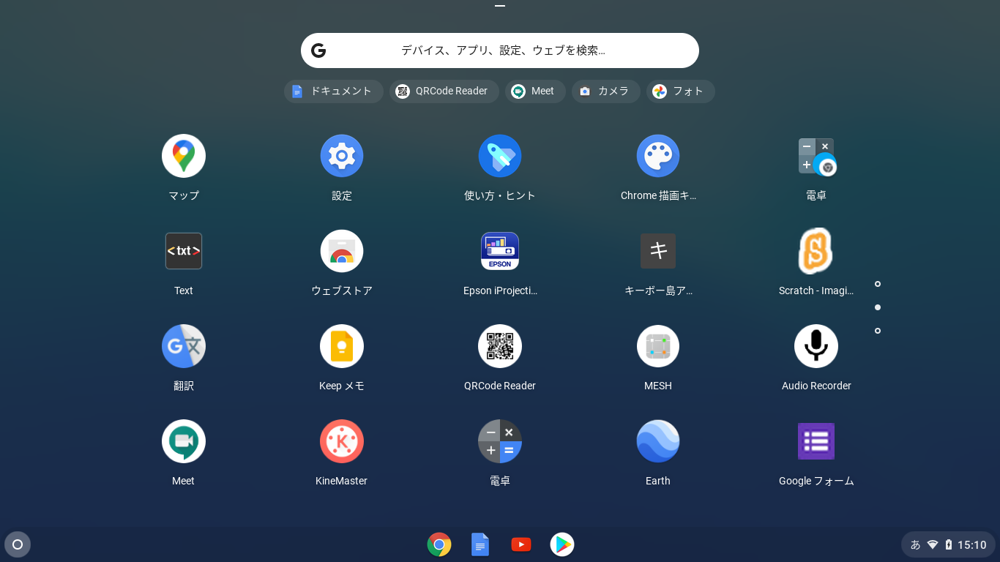 デバイス、アプリ、設定、ウェブを検索…
ドキュメント
QRCode Reader
Meet
カメラ
フォト
マップ
設定
使い方・ヒント
Chrome 描画キ…
電卓
<txt>
EPSON
キ
Text
ウェブストア
Epson iProjecti…
キーボー島ア…
Scratch - Imagi…
翻訳
Keep メモ
QRCode Reader
MESH
Audio Recorder
Meet
KineMaster
電卓
Earth
Google フォーム
あ 15:10